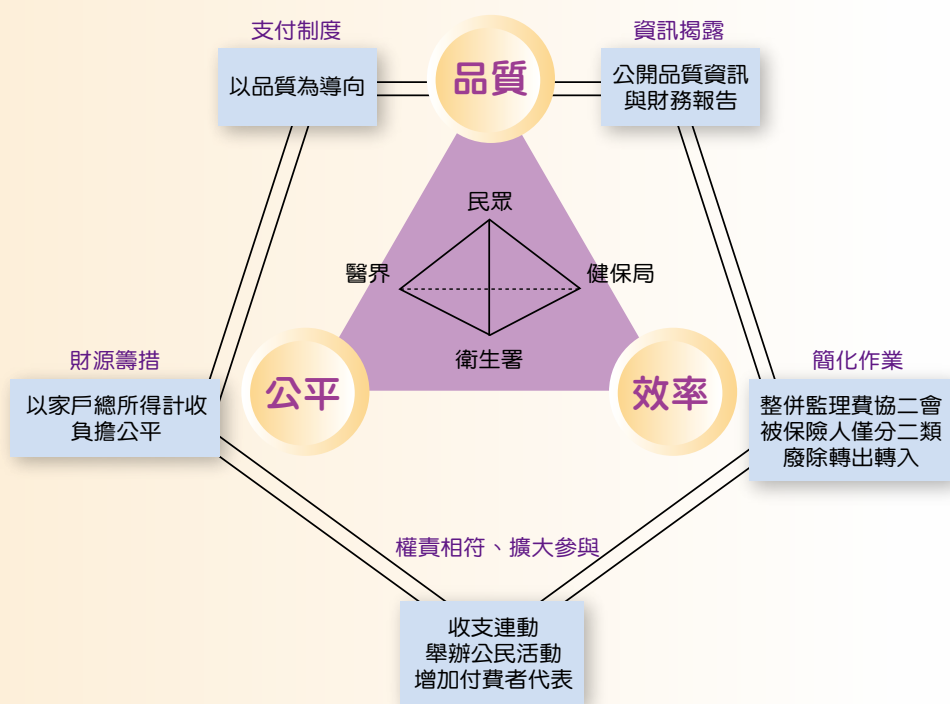 支付制度
以品質為導向
品質
資訊揭露
公開品質資訊
與財務報告
民眾
醫界
健保局
衛生署
財源籌措
以家戶總所得計收
負擔公平
公平
效率
簡化作業
整併監理費協二會
被保險人僅分二類
廢除轉出轉入
權責相符、擴大參與
收支連動
舉辦公民活動
增加付費者代表